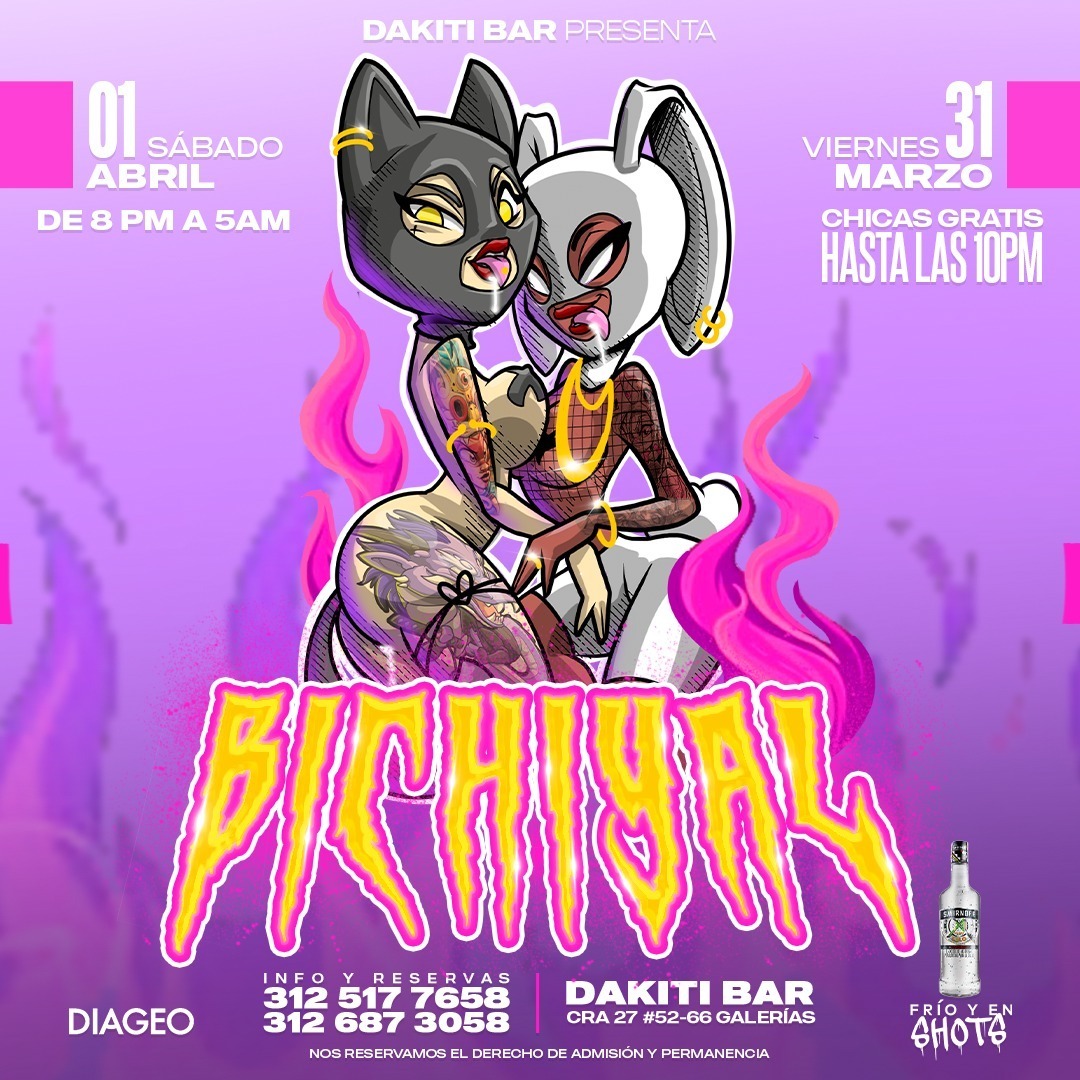 DAKITI BAR PRESENTA
01 SÁBADO
ABRIL
DE 8 PM A 5AM
VIERNES 31
MARZO
CHICAS GRATIS
HASTA LAS 10PM
BICHIYAL
SMIRNOFF
DIAGEO
INFO Y RESERVAS
312 517 7658
312 687 3058
DAKITI BAR
CRA 27 #52-66 GALERÍAS
FRÍO Y EN
SHOTS
NOS RESERVAMOS EL DERECHO DE ADMISIÓN Y PERMANENCIA